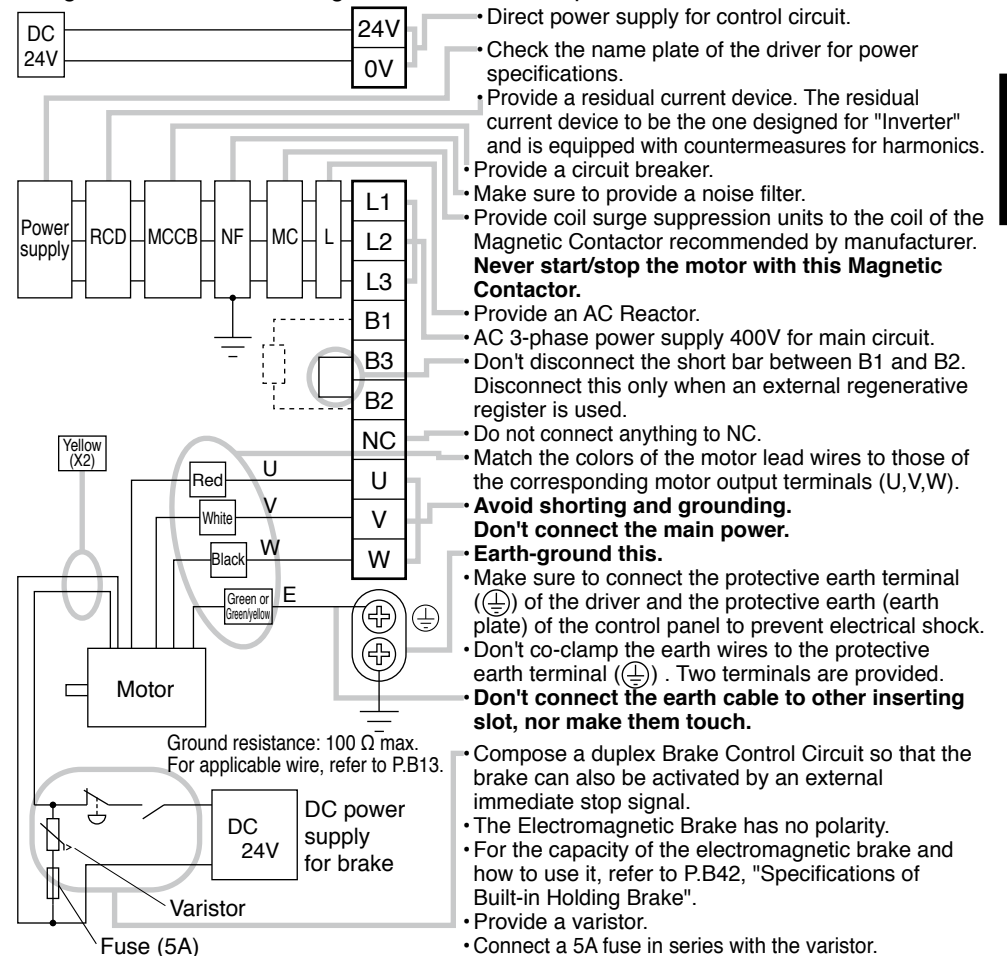 DC
24V
24V
0V
• Direct power supply for control circuit.
• Check the name plate of the driver for power
specifications.
• Provide a residual current device. The residual
current device to be the one designed for "Inverter"
and is equipped with countermeasures for harmonics.
• Provide a circuit breaker.
• Make sure to provide a noise filter.
• Provide coil surge suppression units to the coil of the
Magnetic Contactor recommended by manufacturer.
Never start/stop the motor with this Magnetic
Contactor.
• Provide an AC Reactor.
• AC 3-phase power supply 400V for main circuit.
• Don't disconnect the short bar between B1 and B2.
Disconnect this only when an external regenerative
register is used.
• Do not connect anything to NC.
• Match the colors of the motor lead wires to those of
the corresponding motor output terminals (U,V,W).
• Avoid shorting and grounding.
Don't connect the main power.
• Earth-ground this.
• Make sure to connect the protective earth terminal
(⏚) of the driver and the protective earth (earth
plate) of the control panel to prevent electrical shock.
• Don't co-clamp the earth wires to the protective
earth terminal (⏚) . Two terminals are provided.
• Don't connect the earth cable to other inserting
slot, nor make them touch.
• Compose a duplex Brake Control Circuit so that the
brake can also be activated by an external
immediate stop signal.
• The Electromagnetic Brake has no polarity.
• For the capacity of the electromagnetic brake and
how to use it, refer to P.B42, "Specifications of
Built-in Holding Brake".
• Provide a varistor.
• Connect a 5A fuse in series with the varistor.
Power
supply
RCD
MCCB
NF
MC
L
L1
L2
L3
B1
B3
B2
NC
U
V
W
Yellow
(X2)
Red
U
White
V
Black
W
Green or
Green/yellow
E
Motor
Ground resistance: 100 Ω max.
For applicable wire, refer to P.B13.
DC
24V
DC power
supply
for brake
Varistor
Fuse (5A)